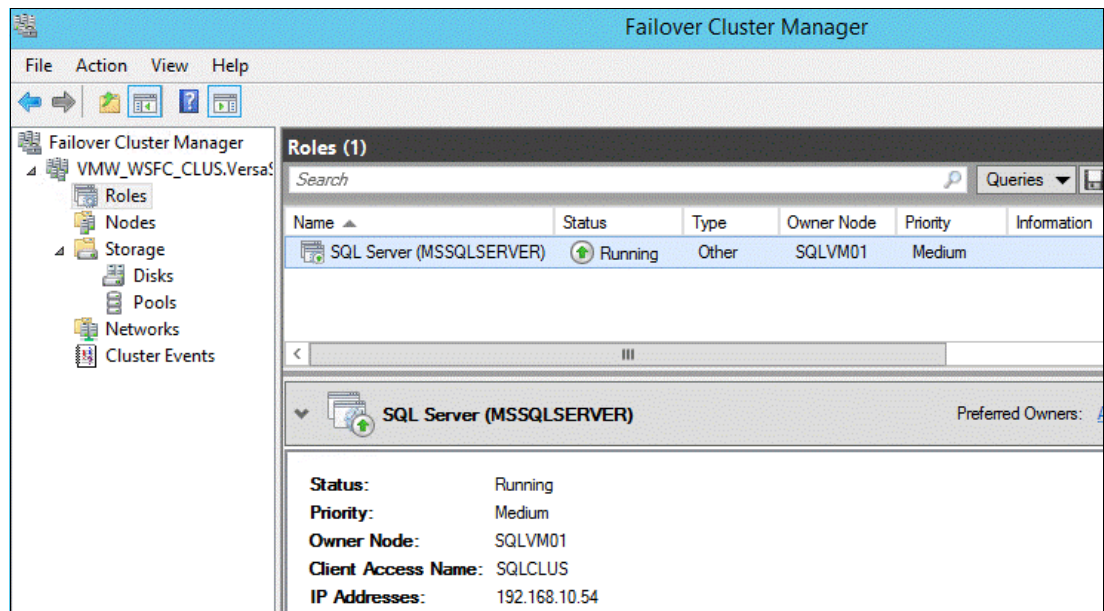 Failover Cluster Manager
File Action View Help
Failover Cluster Manager
VMW_WSFC_CLUS.Versa
Roles
Nodes
Storage
Disks
Pools
Networks
Cluster Events
Roles (1)
Search
Queries
Name Status Type Owner Node Priority Information
SQL Server (MSSQLSERVER) Running Other SQLVM01 Medium
SQL Server (MSSQLSERVER) Preferred Owners:
Status: Running
Priority: Medium
Owner Node: SQLVM01
Client Access Name: SQLCLUS
IP Addresses: 192.168.10.54